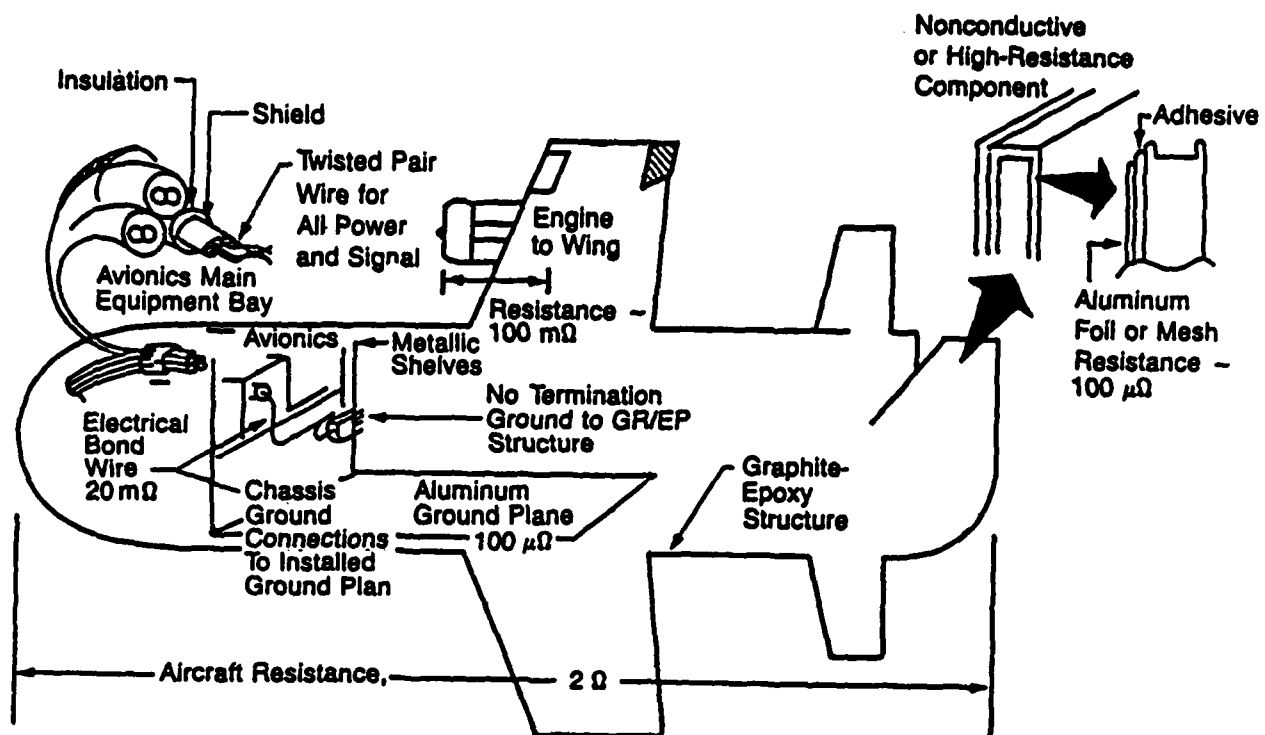 Nonconductive
or High-Resistance
Component
Insulation
Shield
Adhesive
Twisted Pair
Wire for
All Power
and Signal
Engine
to Wing
Avionics Main
Equipment Bay
Resistance ~
100 mΩ
Aluminum
Foil or Mesh
Resistance ~
100 μΩ
Avionics
Metallic
Shelves
No Termination
Ground to GR/EP
Structure
Electrical
Bond
Wire
20 mΩ
Chassis
Ground
Connections
To Installed
Ground Plan
Aluminum
Ground Plane
100 μΩ
Graphite-
Epoxy
Structure
Aircraft Resistance, 2 Ω